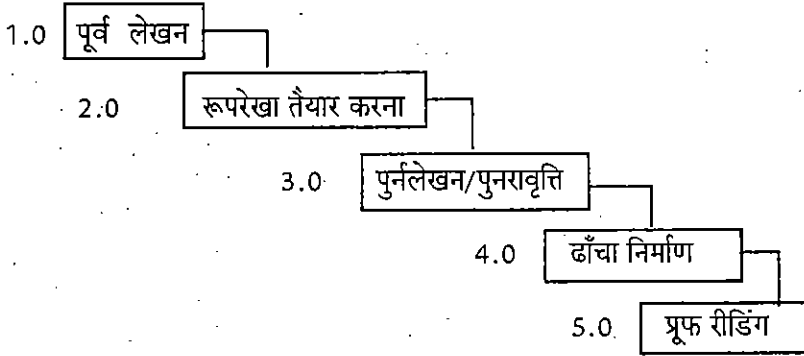 1.0 पूर्व लेखन
2.0 रूपरेखा तैयार करना
3.0 पुर्नलेखन/पुनरावृत्ति
4.0 ढाँचा निर्माण
5.0 प्रूफ रीडिंग